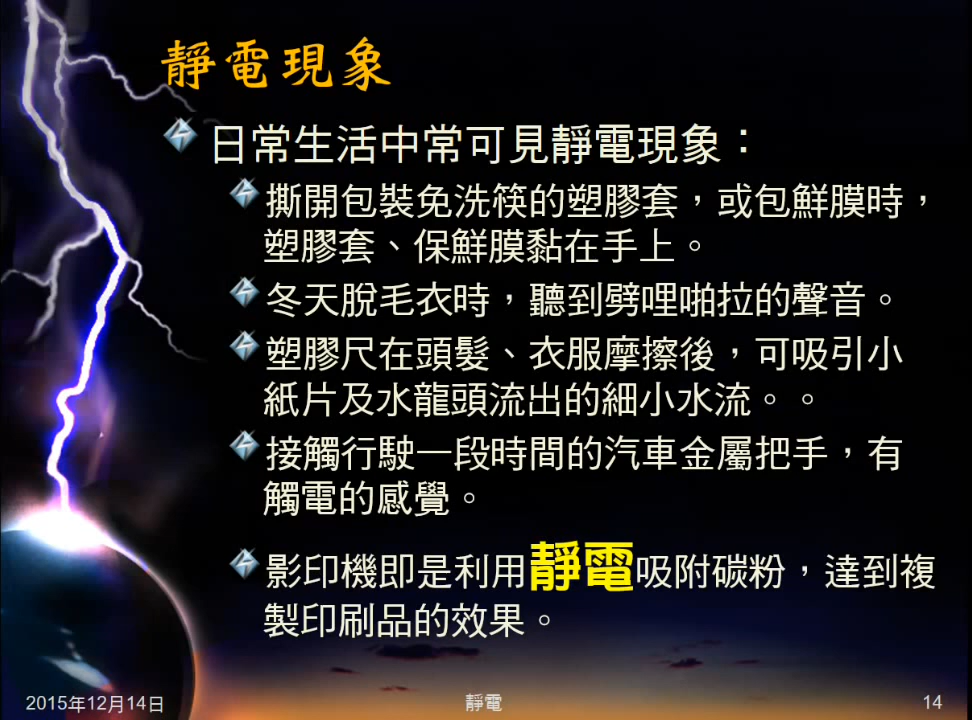 靜電現象
日常生活中常可見靜電現象：
撕開包裝免洗筷的塑膠套，或包鮮膜時，
塑膠套、保鮮膜黏在手上。
冬天脫毛衣時，聽到劈哩啪拉的聲音。
塑膠尺在頭髮、衣服摩擦後，可吸引小
紙片及水龍頭流出的細小水流。。
接觸行駛一段時間的汽車金屬把手，有
觸電的感覺。
影印機即是利用靜電吸附碳粉，達到複
製印刷品的效果。
2015年12月14日
靜電
14